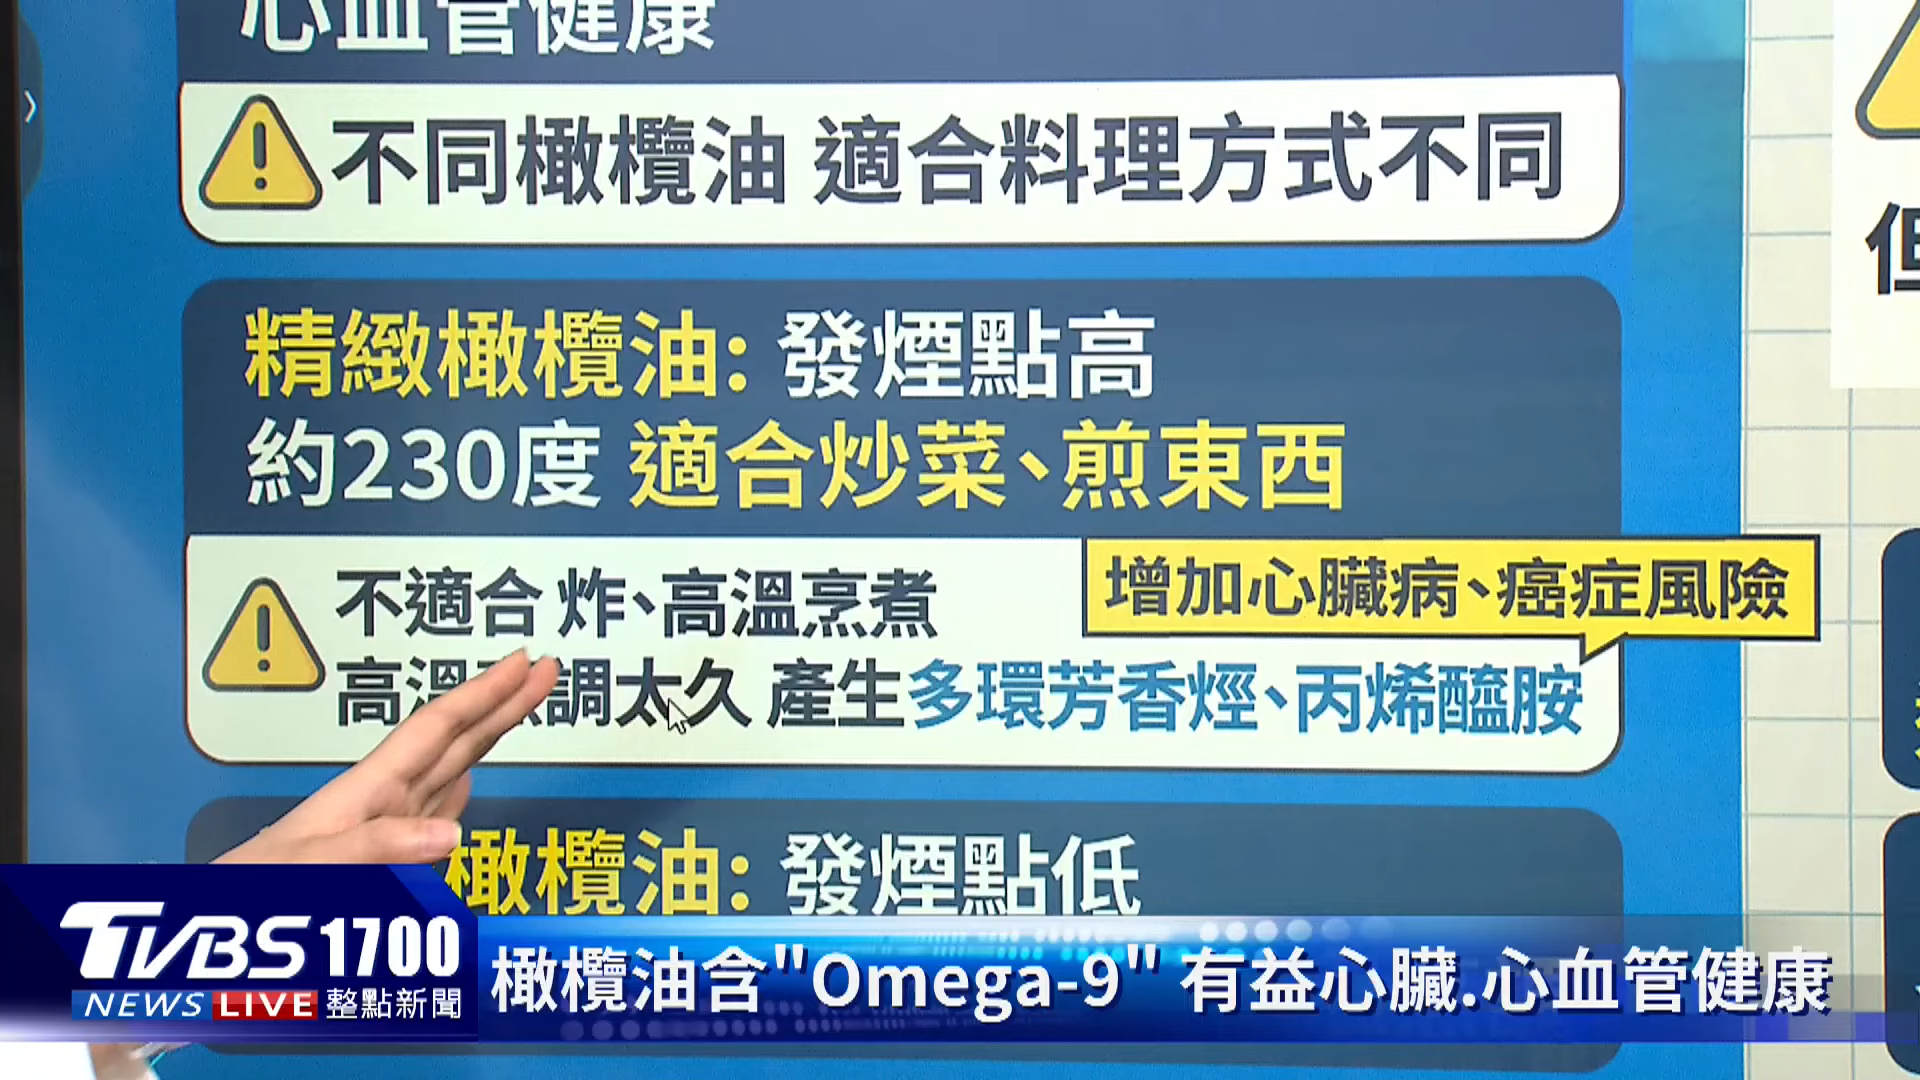 心血管健康
不同橄欖油 適合料理方式不同
但
精緻橄欖油: 發煙點高
約230度 適合炒菜、煎東西
不適合 炸、高溫烹煮
增加心臟病、癌症風險
高溫烹調太久 產生多環芳香烴、丙烯醯胺
橄欖油: 發煙點低
TVBS 1700
NEWS LIVE 整點新聞
橄欖油含"Omega-9" 有益心臟.心血管健康